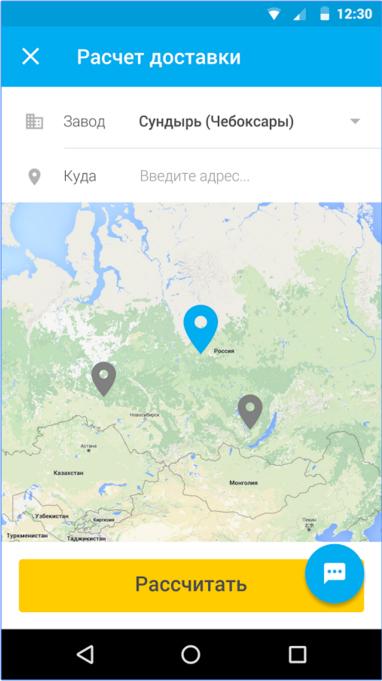 12:30
Расчет доставки
Завод Сундырь (Чебоксары)
Куда Введите адрес...
Россия
Новосибирск
Астана
Казахстан
Монголия
Узбекистан
Киргизия
Пекин
Туркменистан
Таджикистан
Рассчитать